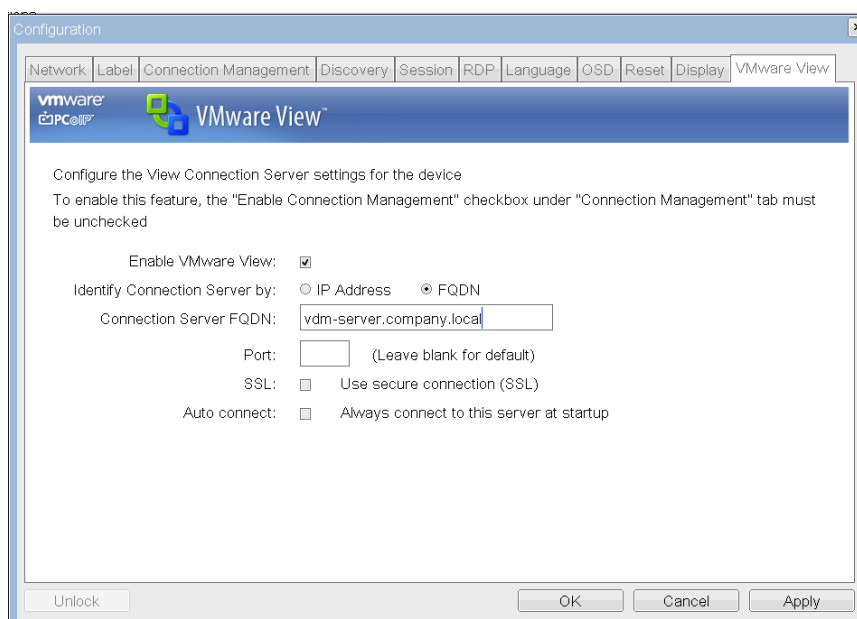 Configuration
Network Label Connection Management Discovery Session RDP Language OSD Reset Display VMware View
vmware
PCoIP
VMware View™
Configure the View Connection Server settings for the device
To enable this feature, the "Enable Connection Management" checkbox under "Connection Management" tab must
be unchecked
Enable VMware View:
Identify Connection Server by: IP Address FQDN
Connection Server FQDN: vdm-server.company.local
Port: (Leave blank for default)
SSL: Use secure connection (SSL)
Auto connect: Always connect to this server at startup
Unlock OK Cancel Apply